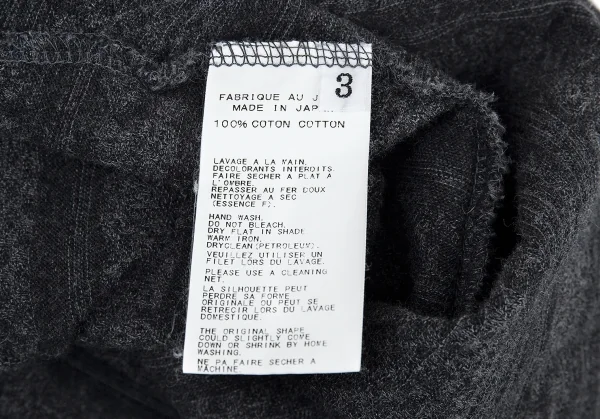 3
FABRIQUE AU J
MADE IN JAP
100% COTON COTTON
LAVAGE A LA MAIN.
DECOLORANTS INTERDITS.
FAIRE SECHER A PLAT A
L'OMBRE.
REPASSER AU FER DOUX
NETTOYAGE A SEC
(ESSENCE F).
HAND WASH.
DO NOT BLEACH.
DRY FLAT IN SHADE
WARM IRON.
DRYCLEAN(PETROLEUM).
VEUILLEZ UTILISER UN
FILET LORS DU LAVAGE.
PLEASE USE A CLEANING
NET.
LA SILHOUETTE PEUT
PERDRE SA FORME
ORIGINALE OU PEUT SE
RETRECIR LORS DU LAVAGE
DOMESTIQUE.
THE ORIGINAL SHAPE
COULD SLIGHTLY COME
DOWN OR SHRINK BY HOME
WASHING.
NE PA FAIRE SECHER A
MACHINE